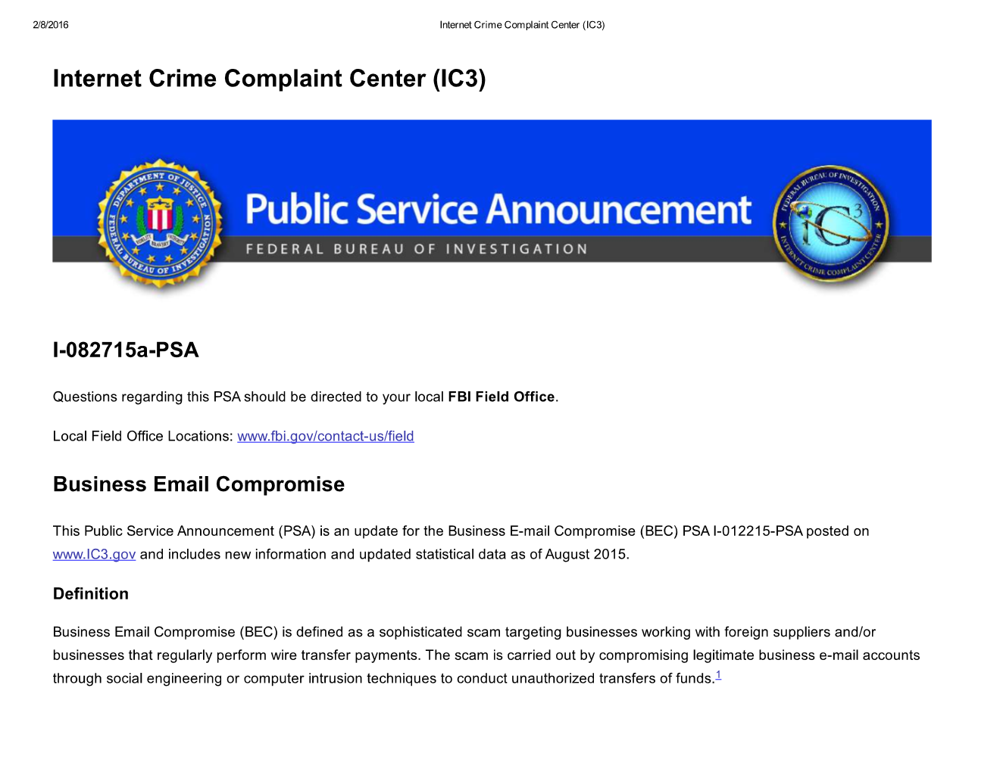 2/8/2016
Internet Crime Complaint Center (IC3)
Internet Crime Complaint Center (IC3)
DEPARTMENT OF JUSTICE
FEDERAL BUREAU OF INVESTIGATION
FIDELITY BRAVERY INTEGRITY
Public Service Announcement
FEDERAL BUREAU OF INVESTIGATION
FEDERAL BUREAU OF INVESTIGATION
iC3
INTERNET CRIME COMPLAINT CENTER
I-082715a-PSA
Questions regarding this PSA should be directed to your local FBI Field Office.
Local Field Office Locations: www.fbi.gov/contact-us/field
Business Email Compromise
This Public Service Announcement (PSA) is an update for the Business E-mail Compromise (BEC) PSA I-012215-PSA posted on
www.IC3.gov and includes new information and updated statistical data as of August 2015.
Definition
Business Email Compromise (BEC) is defined as a sophisticated scam targeting businesses working with foreign suppliers and/or
businesses that regularly perform wire transfer payments. The scam is carried out by compromising legitimate business e-mail accounts
through social engineering or computer intrusion techniques to conduct unauthorized transfers of funds.1